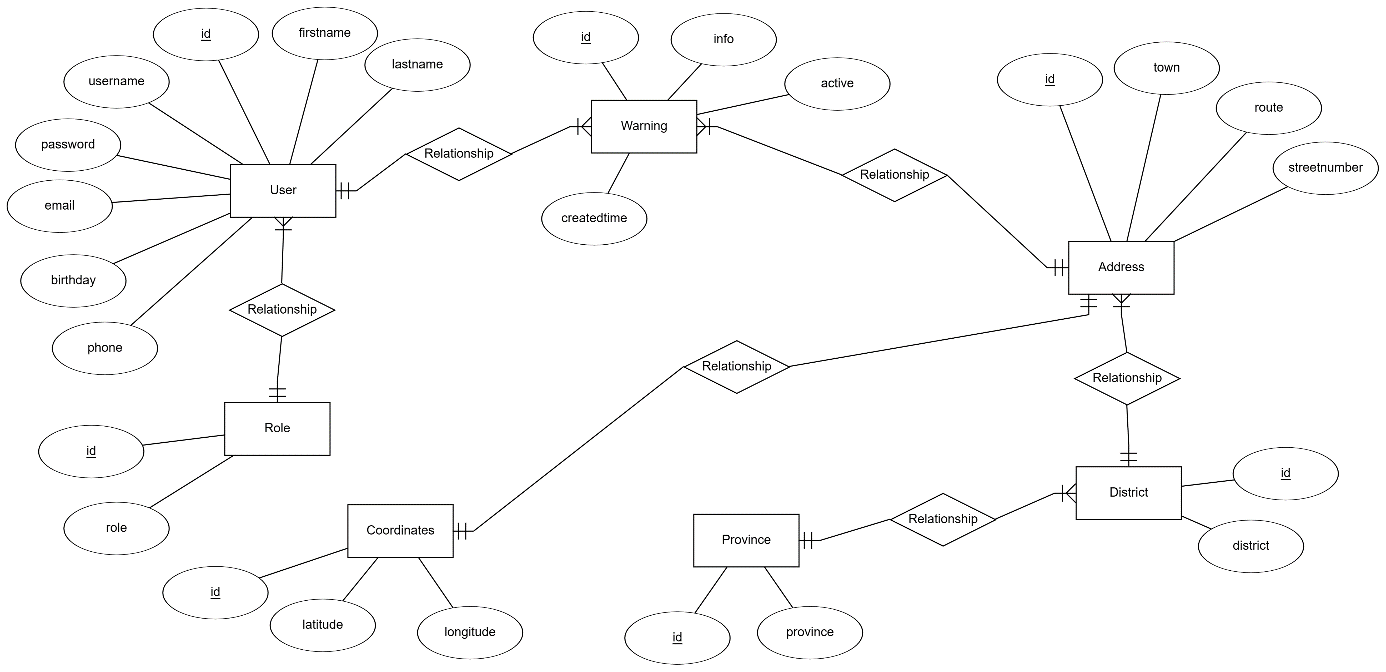 id
firstname
lastname
username
password
email
birthday
phone
User
Relationship
id
info
active
Warning
createdtime
Relationship
id
town
route
streetnumber
Address
Relationship
Role
id
role
Relationship
Relationship
Coordinates
id
latitude
longitude
Province
id
province
Relationship
District
id
district